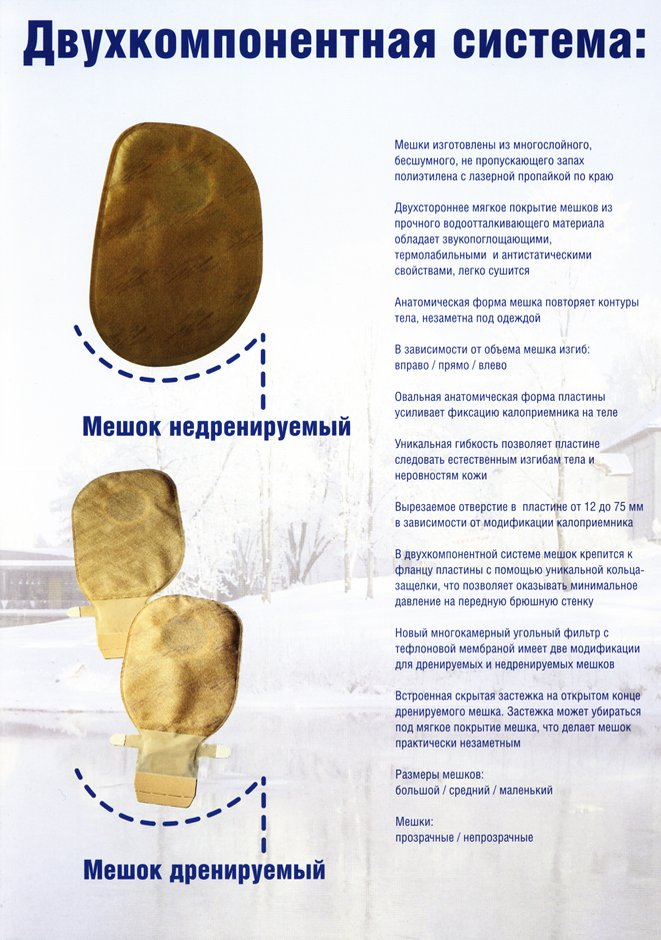 Двухкомпонентная система:
Мешки изготовлены из многослойного,
бесшумного, не пропускающего запах
полиэтилена с лазерной пропайкой по краю
Двухстороннее мягкое покрытие мешков из
прочного водоотталкивающего материала
обладает звукопоглощающими,
термолабильными и антистатическими
свойствами, легко сушится
Анатомическая форма мешка повторяет контуры
тела, незаметна под одеждой
В зависимости от объема мешка изгиб:
вправо / прямо / влево
Овальная анатомическая форма пластины
усиливает фиксацию калоприемника на теле
Уникальная гибкость позволяет пластине
следовать естественным изгибам тела и
неровностям кожи
Вырезаемое отверстие в пластине от 12 до 75 мм
в зависимости от модификации калоприемника
В двухкомпонентной системе мешок крепится к
фланцу пластины с помощью уникальной кольца-
защелки, что позволяет оказывать минимальное
давление на переднюю брюшную стенку
Новый многокамерный угольный фильтр с
тефлоновой мембраной имеет две модификации
для дренируемых и недренируемых мешков
Встроенная скрытая застежка на открытом конце
дренируемого мешка. Застежка может убираться
под мягкое покрытие мешка, что делает мешок
практически незаметным
Размеры мешков:
большой / средний / маленький
Мешки:
прозрачные / непрозрачные
Мешок недренируемый
Мешок дренируемый